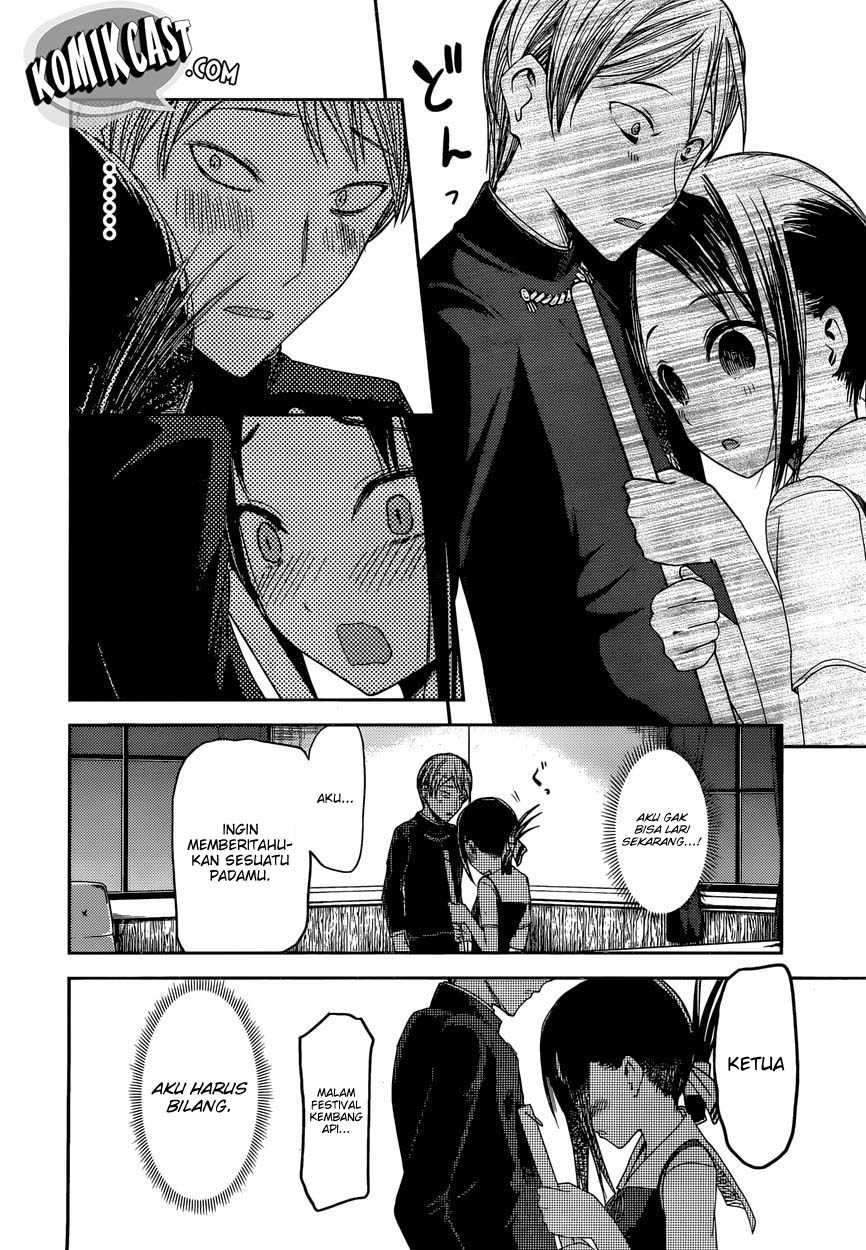 KOMIKCAST
.COM
どんっ
ぐっ
AKU GAK
BISA LARI
SEKARANG...!
AKU...
INGIN
MEMBERITAHU-
KAN SESUATU
PADAMU.
KETUA
MALAM
FESTIVAL
KEMBANG
API...
AKU HARUS
BILANG.